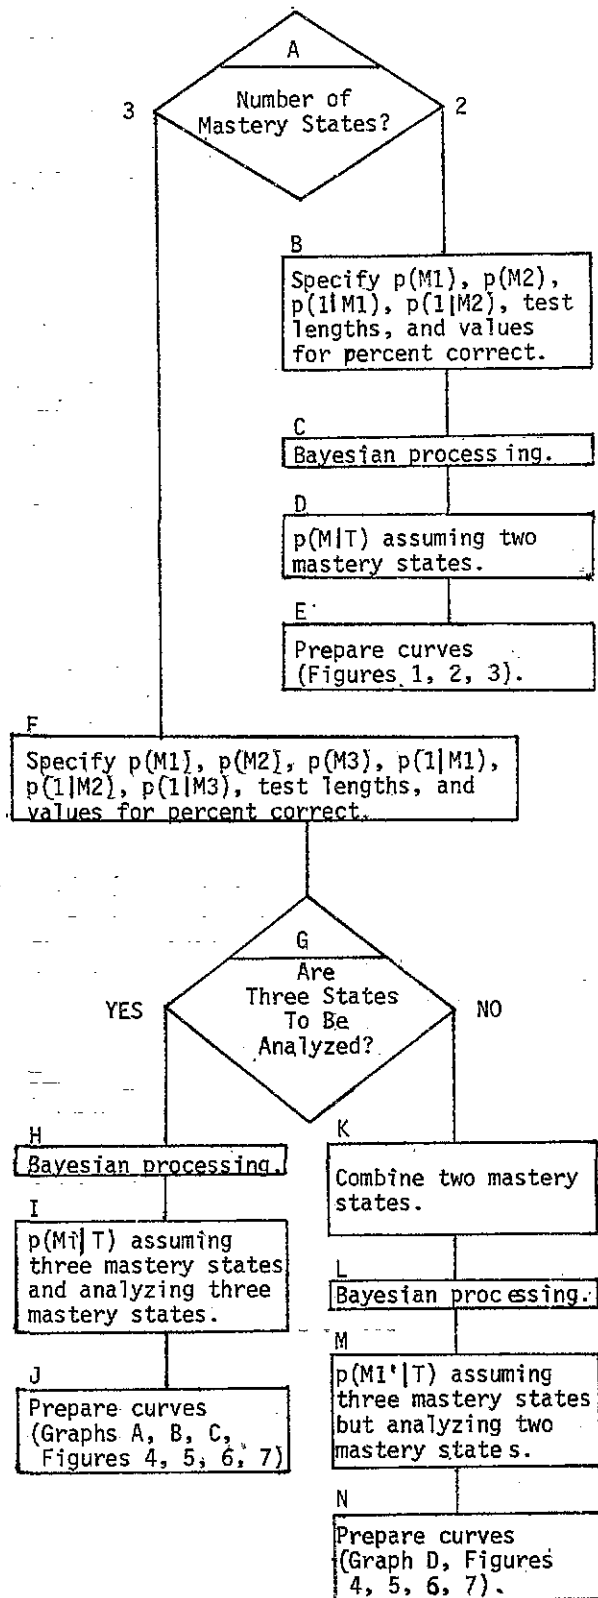 A
Number of
Mastery States?
3
2
B
Specify p(M1), p(M2),
p(1|M1), p(1|M2), test
lengths, and values
for percent correct.
C
Bayesian processing.
D
p(M|T) assuming two
mastery states.
E
Prepare curves
(Figures 1, 2, 3).
F
Specify p(M1), p(M2), p(M3), p(1|M1),
p(1|M2), p(1|M3), test lengths, and
values for percent correct.
G
Are
Three States
To Be
Analyzed?
YES
NO
H
Bayesian processing.
I
p(Mi|T) assuming
three mastery states
and analyzing three
mastery states.
J
Prepare curves
(Graphs A, B, C,
Figures 4, 5, 6, 7)
K
Combine two mastery
states.
L
Bayesian processing.
M
p(M1'|T) assuming
three mastery states
but analyzing two
mastery states.
N
Prepare curves
(Graph D, Figures
4, 5, 6, 7).